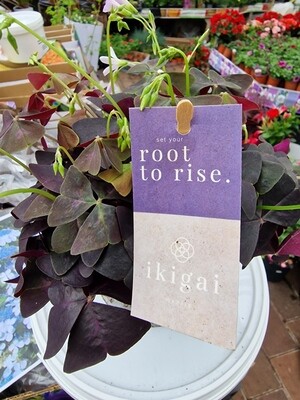 set your
root
to rise.
ikigai